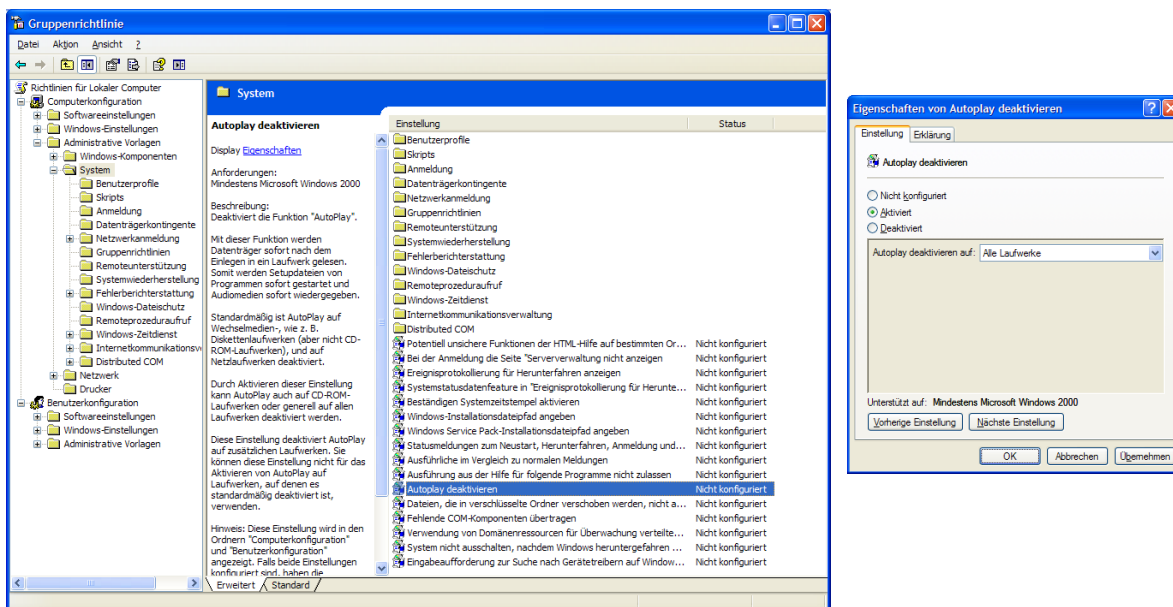 Gruppenrichtlinie
Datei Aktion Ansicht ?
Richtlinien für Lokaler Computer
Computerkonfiguration
Softwareeinstellungen
Windows-Einstellungen
Administrative Vorlagen
Windows-Komponenten
System
Benutzerprofile
Skripts
Anmeldung
Datenträgerkontingente
Netzwerkanmeldung
Gruppenrichtlinien
Remoteunterstützung
Systemwiederherstellung
Fehlerberichterstattung
Windows-Dateischutz
Remoteprozeduraufruf
Windows-Zeitdienst
Internetkommunikationsv
Distributed COM
Netzwerk
Drucker
Benutzerkonfiguration
Softwareeinstellungen
Windows-Einstellungen
Administrative Vorlagen
System
Autoplay deaktivieren
Display Eigenschaften
Anforderungen:
Mindestens Microsoft Windows 2000
Beschreibung:
Deaktiviert die Funktion "AutoPlay".
Mit dieser Funktion werden
Datenträger sofort nach dem
Einlegen in ein Laufwerk gelesen.
Somit werden Setupdateien von
Programmen sofort gestartet und
Audiomedien sofort wiedergegeben.
Standardmäßig ist AutoPlay auf
Wechselmedien-, wie z. B.
Diskettenlaufwerken (aber nicht CD-
ROM-Laufwerken), und auf
Netzlaufwerken deaktiviert.
Durch Aktivieren dieser Einstellung
kann AutoPlay auch auf CD-ROM-
Laufwerken oder generell auf allen
Laufwerken deaktiviert werden.
Diese Einstellung deaktiviert AutoPlay
auf zusätzlichen Laufwerken. Sie
können diese Einstellung nicht für das
Aktivieren von AutoPlay auf
Laufwerken, auf denen es
standardmäßig deaktiviert ist,
verwenden.
Hinweis: Diese Einstellung wird in den
Ordnern "Computerkonfiguration"
und "Benutzerkonfiguration"
angezeigt. Falls beide Einstellungen
konfiguriert sind, haben die
Einstellung Status
Benutzerprofile
Skripts
Anmeldung
Datenträgerkontingente
Netzwerkanmeldung
Gruppenrichtlinien
Remoteunterstützung
Systemwiederherstellung
Fehlerberichterstattung
Windows-Dateischutz
Remoteprozeduraufruf
Windows-Zeitdienst
Internetkommunikationsverwaltung
Distributed COM
Potentiell unsichere Funktionen der HTML-Hilfe auf bestimmten Or... Nicht konfiguriert
Bei der Anmeldung die Seite "Serververwaltung nicht anzeigen Nicht konfiguriert
Ereignisprotokollierung für Herunterfahren anzeigen Nicht konfiguriert
Systemstatusdatenfeature in "Ereignisprotokollierung für Herunte... Nicht konfiguriert
Beständigen Systemzeitstempel aktivieren Nicht konfiguriert
Windows-Installationsdateipfad angeben Nicht konfiguriert
Windows Service Pack-Installationsdateipfad angeben Nicht konfiguriert
Statusmeldungen zum Neustart, Herunterfahren, Anmeldung und... Nicht konfiguriert
Ausführliche im Vergleich zu normalen Meldungen Nicht konfiguriert
Ausführung aus der Hilfe für folgende Programme nicht zulassen Nicht konfiguriert
Autoplay deaktivieren Nicht konfiguriert
Dateien, die in verschlüsselte Ordner verschoben werden, nicht a... Nicht konfiguriert
Fehlende COM-Komponenten übertragen Nicht konfiguriert
Verwendung von Domänenressourcen für Überwachung verteilte... Nicht konfiguriert
System nicht ausschalten, nachdem Windows heruntergefahren ... Nicht konfiguriert
Eingabeaufforderung zur Suche nach Gerätetreibern auf Window... Nicht konfiguriert
Erweitert Standard
Eigenschaften von Autoplay deaktivieren
Einstellung Erklärung
Autoplay deaktivieren
Nicht konfiguriert
Aktiviert
Deaktiviert
Autoplay deaktivieren auf: Alle Laufwerke
Unterstützt auf: Mindestens Microsoft Windows 2000
Vorherige Einstellung Nächste Einstellung
OK Abbrechen Übernehmen